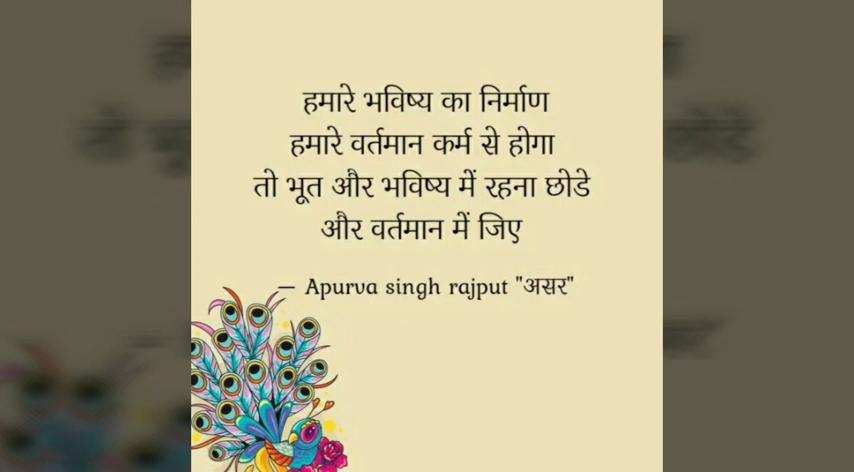 हमारे भविष्य का निर्माण
हमारे वर्तमान कर्म से होगा
तो भूत और भविष्य में रहना छोडे
और वर्तमान में जिए
— Apurva singh rajput "असर"